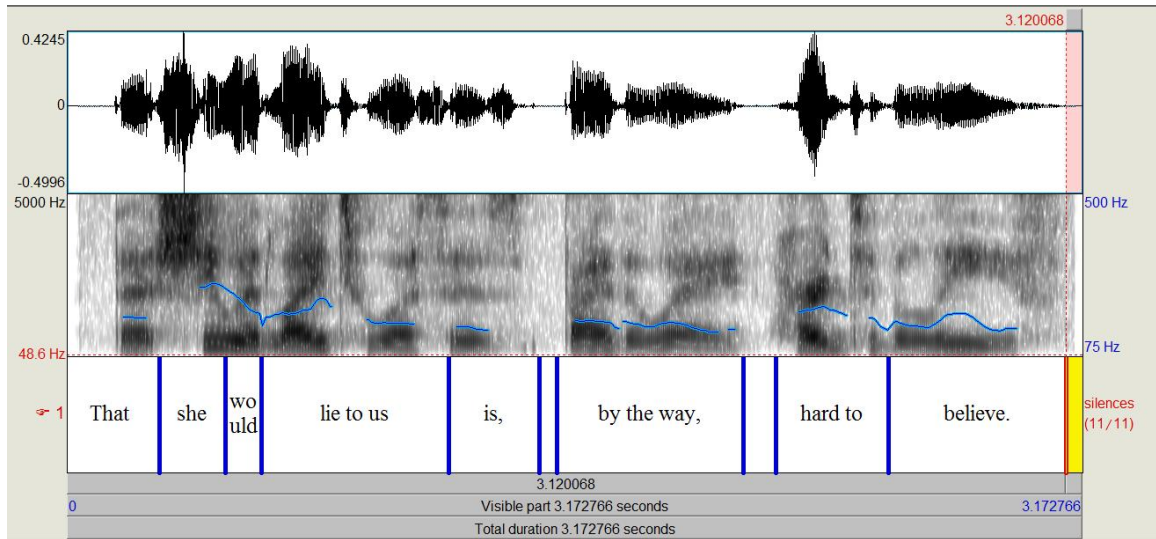 3.120068
0.4245
0
-0.4996
5000 Hz 500 Hz
48.6 Hz 75 Hz
☞ 1 That she wo
uld lie to us is, by the way, hard to believe. silences
(11/11)
3.120068
0 Visible part 3.172766 seconds 3.172766
Total duration 3.172766 seconds